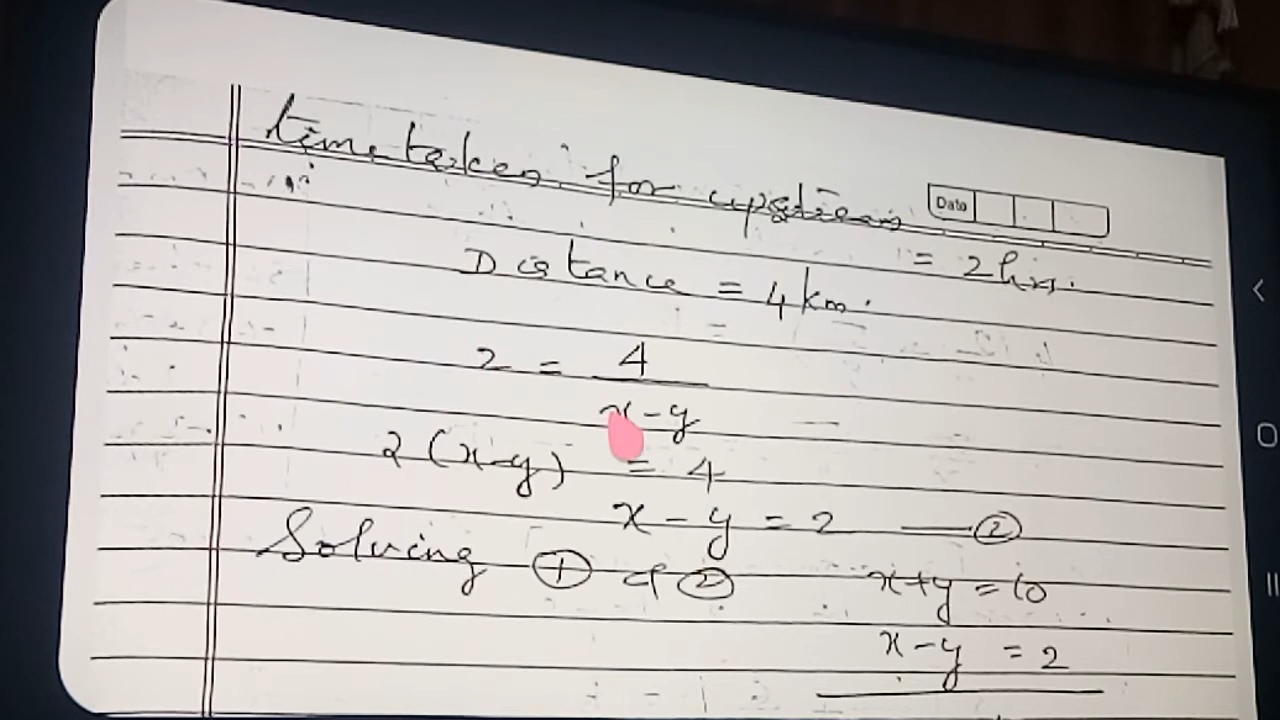 time taken for upstream
Date
= 2 hrs.
Distance = 4 km.
2 = 4
x - y
2 (x-y) = 4
x - y = 2 —— ②
Solving ① & ② x+y = 10
x - y = 2